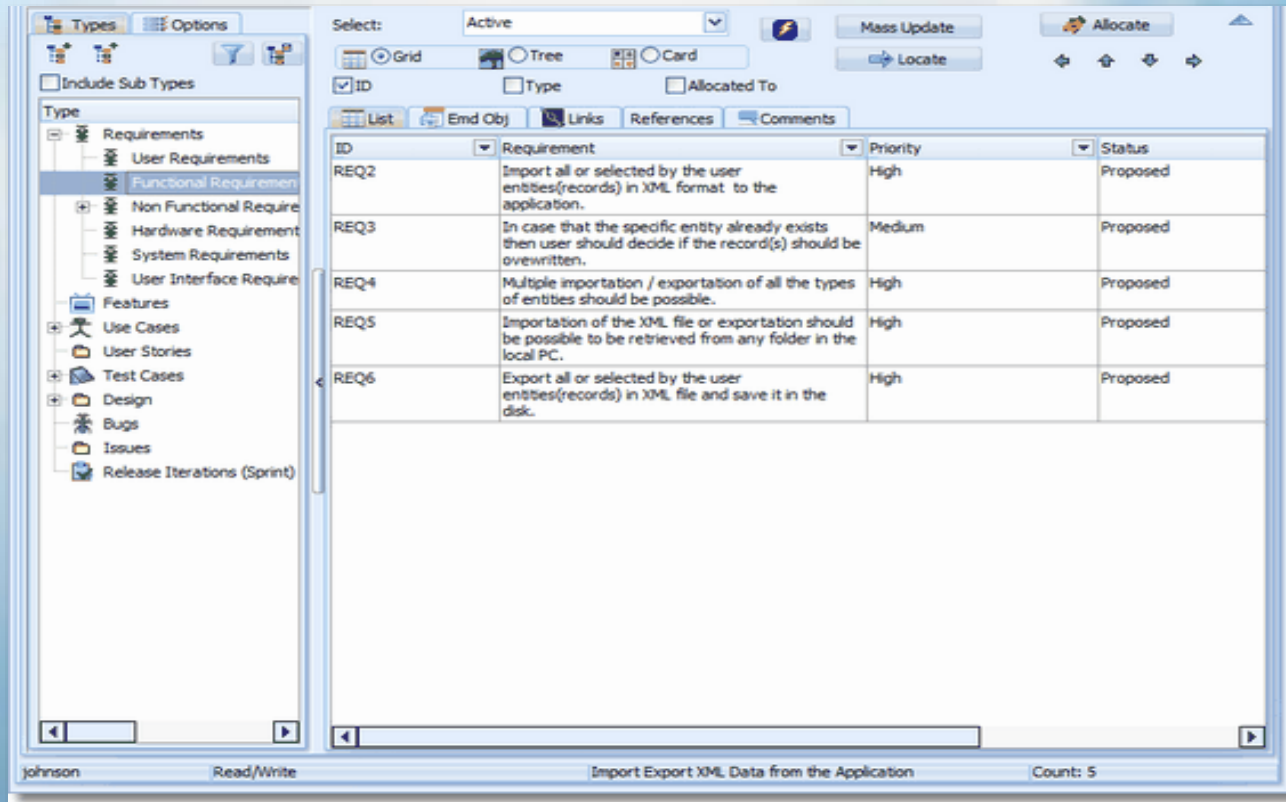 Types Options
Select: Active
Mass Update
Allocate
Grid Tree Card
Locate
Include Sub Types
ID Type Allocated To
Type
List Emd Obj Links References Comments
Requirements
User Requirements
Functional Requiremen
Non Functional Require
Hardware Requirement
System Requirements
User Interface Require
Features
Use Cases
User Stories
Test Cases
Design
Bugs
Issues
Release Iterations (Sprint)
ID Requirement Priority Status
REQ2 Import all or selected by the user High Proposed
entities(records) in XML format to the
application.
REQ3 In case that the specific entity already exists Medium Proposed
then user should decide if the record(s) should be
ovewritten.
REQ4 Multiple importation / exportation of all the types High Proposed
of entities should be possible.
REQ5 Importation of the XML file or exportation should High Proposed
be possible to be retrieved from any folder in the
local PC.
REQ6 Export all or selected by the user High Proposed
entities(records) in XML file and save it in the
disk.
johnson Read/Write Import Export XML Data from the Application Count: 5